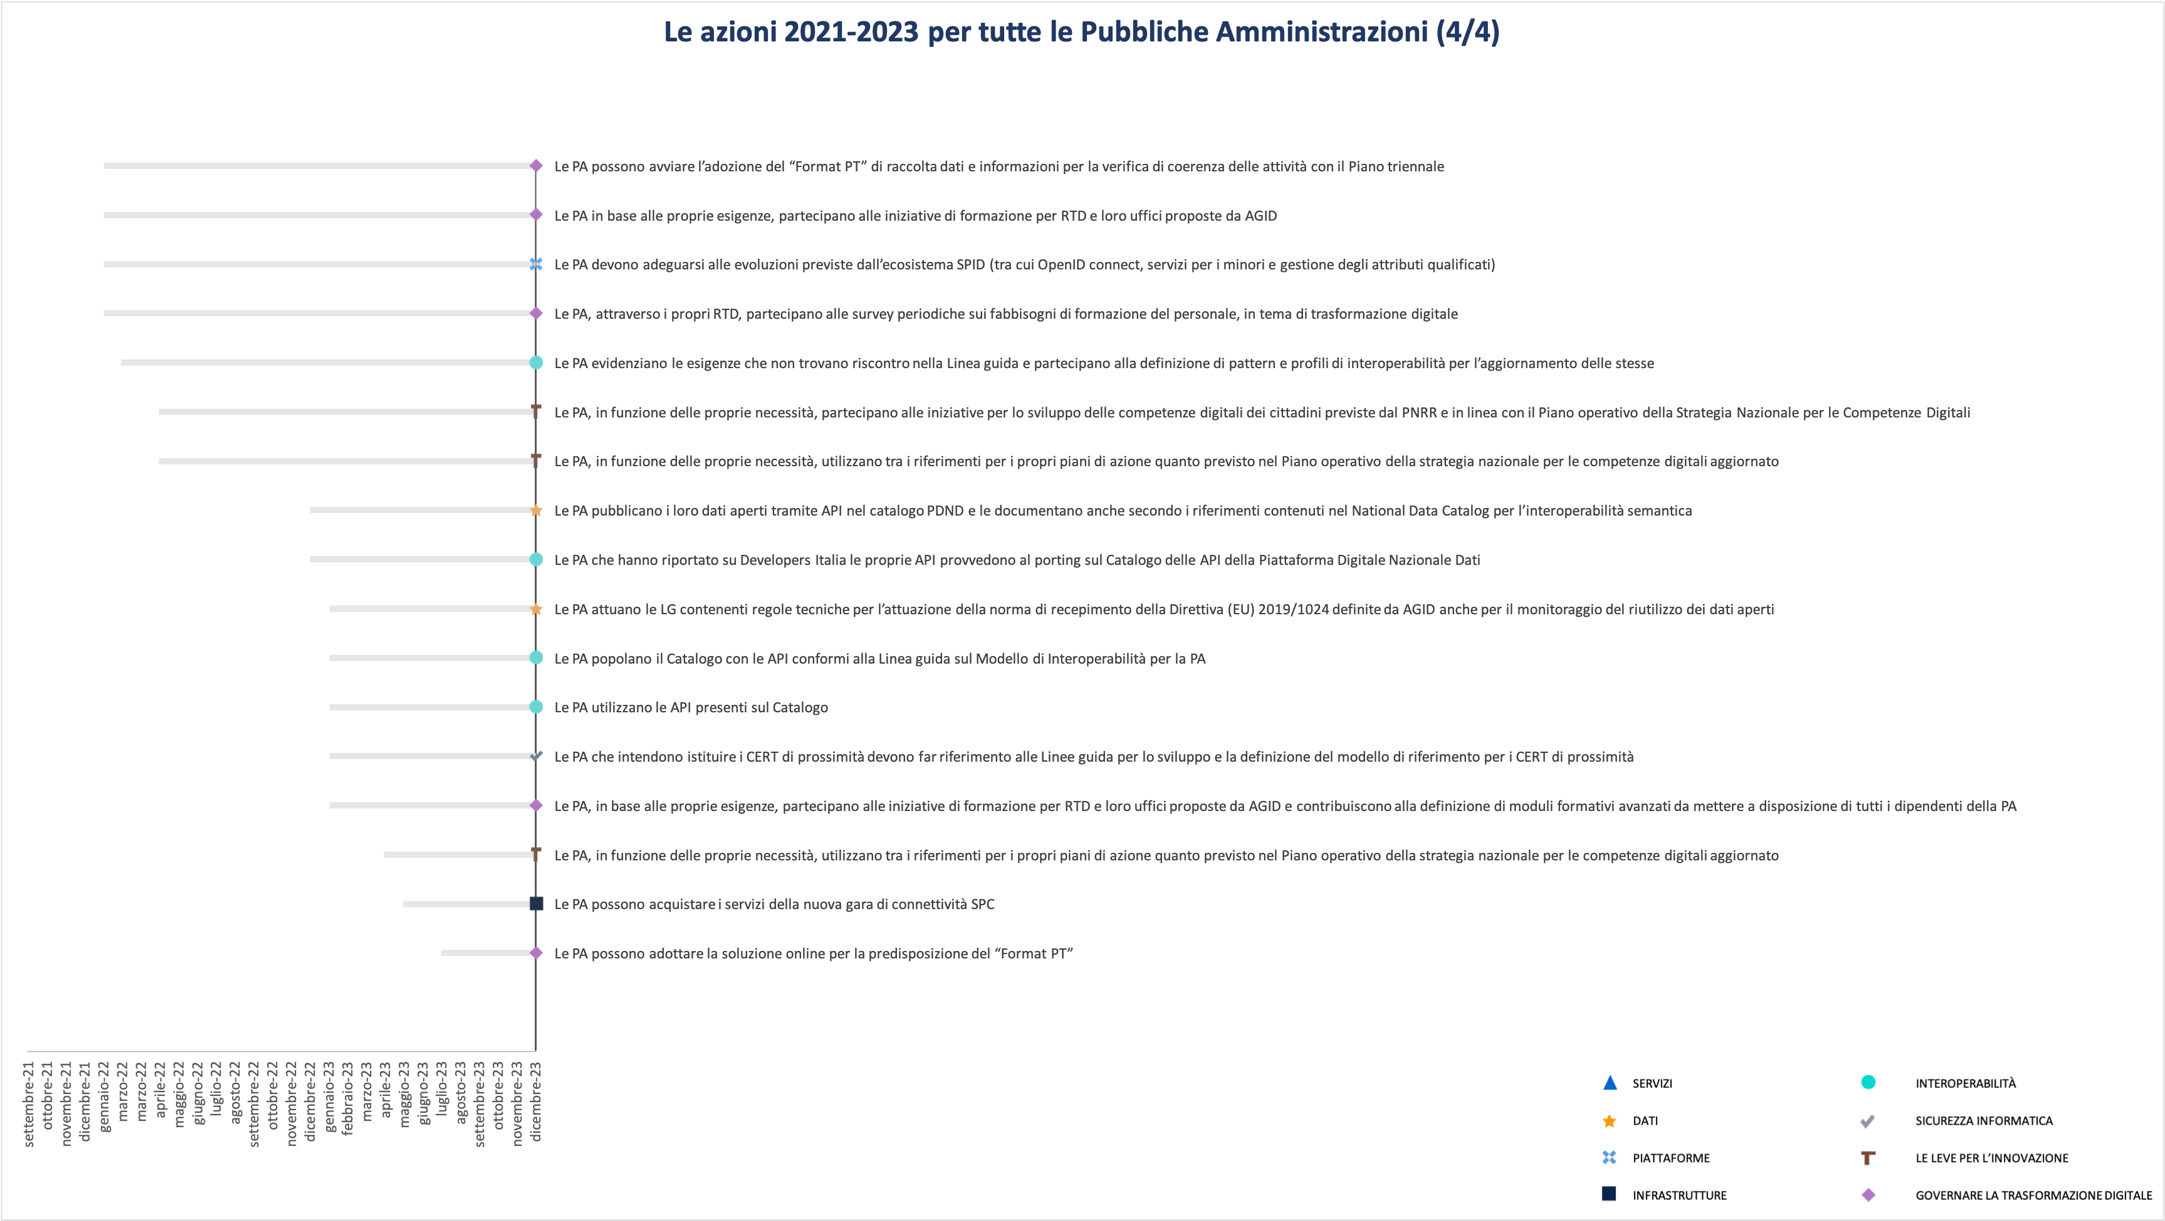 Le azioni 2021-2023 per tutte le Pubbliche Amministrazioni (4/4)
Le PA possono avviare l’adozione del “Format PT” di raccolta dati e informazioni per la verifica di coerenza delle attività con il Piano triennale
Le PA in base alle proprie esigenze, partecipano alle iniziative di formazione per RTD e loro uffici proposte da AGID
Le PA devono adeguarsi alle evoluzioni previste dall’ecosistema SPID (tra cui OpenID connect, servizi per i minori e gestione degli attributi qualificati)
Le PA, attraverso i propri RTD, partecipano alle survey periodiche sui fabbisogni di formazione del personale, in tema di trasformazione digitale
Le PA evidenziano le esigenze che non trovano riscontro nella Linea guida e partecipano alla definizione di pattern e profili di interoperabilità per l’aggiornamento delle stesse
Le PA, in funzione delle proprie necessità, partecipano alle iniziative per lo sviluppo delle competenze digitali dei cittadini previste dal PNRR e in linea con il Piano operativo della Strategia Nazionale per le Competenze Digitali
Le PA, in funzione delle proprie necessità, utilizzano tra i riferimenti per i propri piani di azione quanto previsto nel Piano operativo della strategia nazionale per le competenze digitali aggiornato
Le PA pubblicano i loro dati aperti tramite API nel catalogo PDND e le documentano anche secondo i riferimenti contenuti nel National Data Catalog per l’interoperabilità semantica
Le PA che hanno riportato su Developers Italia le proprie API provvedono al porting sul Catalogo delle API della Piattaforma Digitale Nazionale Dati
Le PA attuano le LG contenenti regole tecniche per l’attuazione della norma di recepimento della Direttiva (EU) 2019/1024 definite da AGID anche per il monitoraggio del riutilizzo dei dati aperti
Le PA popolano il Catalogo con le API conformi alla Linea guida sul Modello di Interoperabilità per la PA
Le PA utilizzano le API presenti sul Catalogo
Le PA che intendono istituire i CERT di prossimità devono far riferimento alle Linee guida per lo sviluppo e la definizione del modello di riferimento per i CERT di prossimità
Le PA, in base alle proprie esigenze, partecipano alle iniziative di formazione per RTD e loro uffici proposte da AGID e contribuiscono alla definizione di moduli formativi avanzati da mettere a disposizione di tutti i dipendenti della PA
Le PA, in funzione delle proprie necessità, utilizzano tra i riferimenti per i propri piani di azione quanto previsto nel Piano operativo della strategia nazionale per le competenze digitali aggiornato
Le PA possono acquistare i servizi della nuova gara di connettività SPC
Le PA possono adottare la soluzione online per la predisposizione del “Format PT”
settembre-21
ottobre-21
novembre-21
dicembre-21
gennaio-22
marzo-22
marzo-22
aprile-22
maggio-22
giugno-22
luglio-22
agosto-22
settembre-22
ottobre-22
novembre-22
dicembre-22
gennaio-23
febbraio-23
marzo-23
aprile-23
maggio-23
giugno-23
luglio-23
agosto-23
settembre-23
ottobre-23
novembre-23
dicembre-23
SERVIZI
DATI
PIATTAFORME
INFRASTRUTTURE
INTEROPERABILITÀ
SICUREZZA INFORMATICA
LE LEVE PER L’INNOVAZIONE
GOVERNARE LA TRASFORMAZIONE DIGITALE